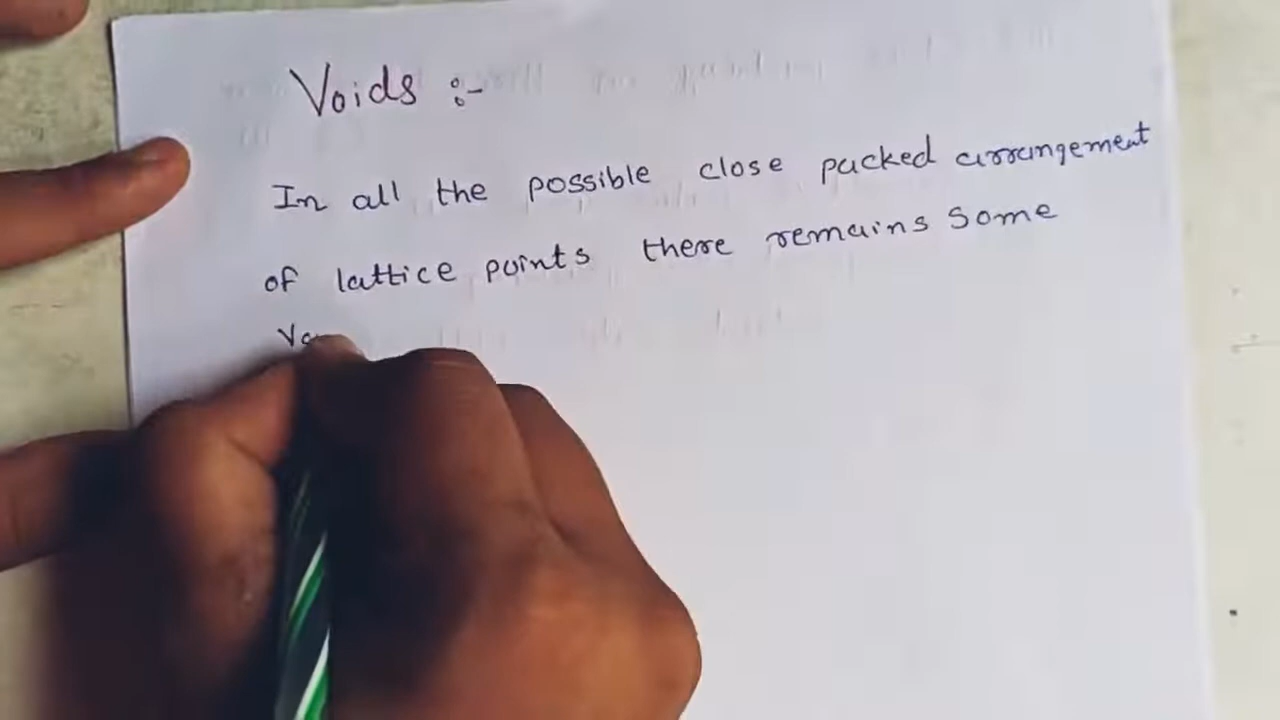 Voids :-
In all the possible close packed arrangement
of lattice points there remains Some